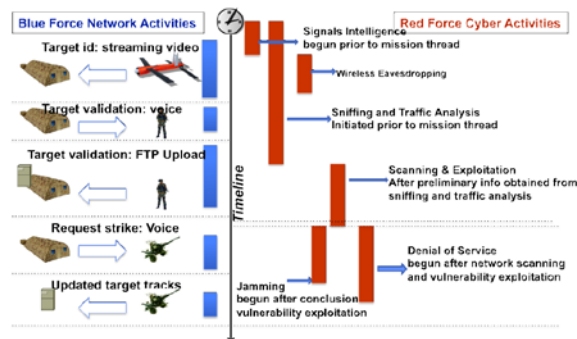 Blue Force Network Activities
Red Force Cyber Activities
Target id: streaming video
Target validation: voice
Target validation: FTP Upload
Request strike: Voice
Updated target tracks
Timeline
Signals Intelligence
begun prior to mission thread
Wireless Eavesdropping
Sniffing and Traffic Analysis
Initiated prior to mission thread
Scanning & Exploitation
After preliminary info obtained from
sniffing and traffic analysis
Denial of Service
begun after network scanning
and vulnerability exploitation
Jamming
begun after conclusion
vulnerability exploitation